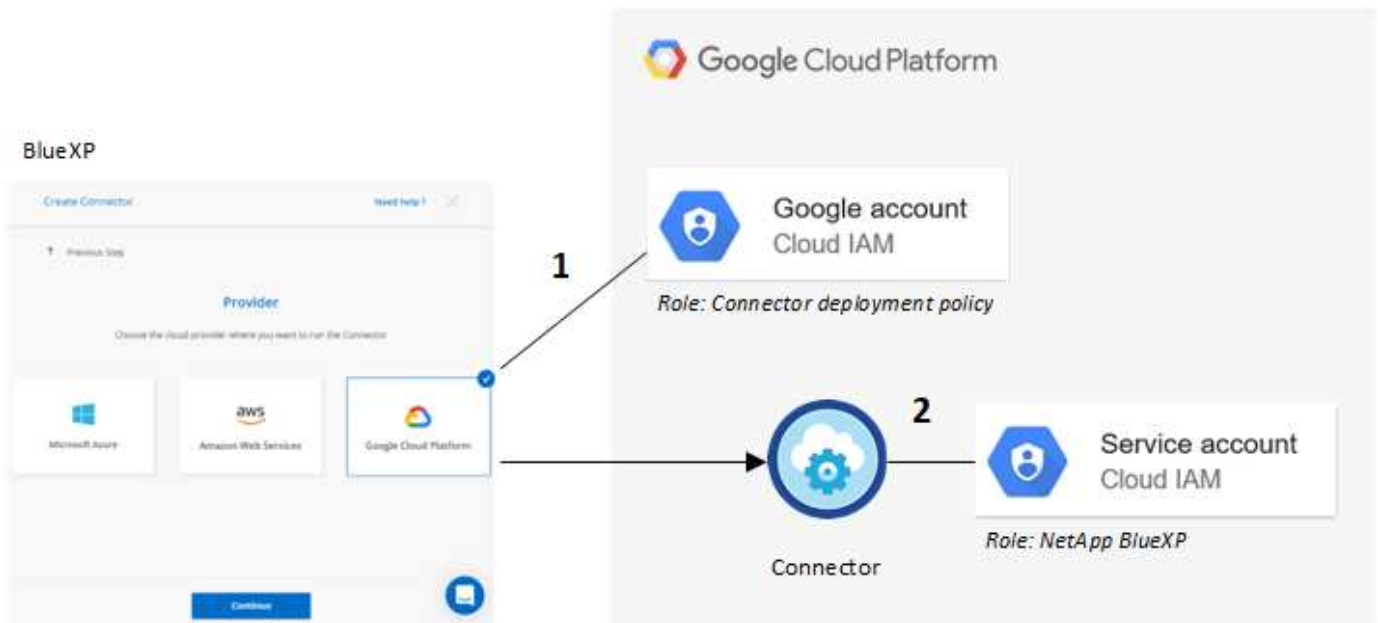 Google Cloud Platform
BlueXP
Create Connector
Need help ?
Previous Step
Provider
Choose the cloud provider where you want to run the Connector
Microsoft Azure
aws
Amazon Web Services
Google Cloud Platform
Continue
1
Google account
Cloud IAM
Role: Connector deployment policy
2
Connector
Service account
Cloud IAM
Role: NetApp BlueXP